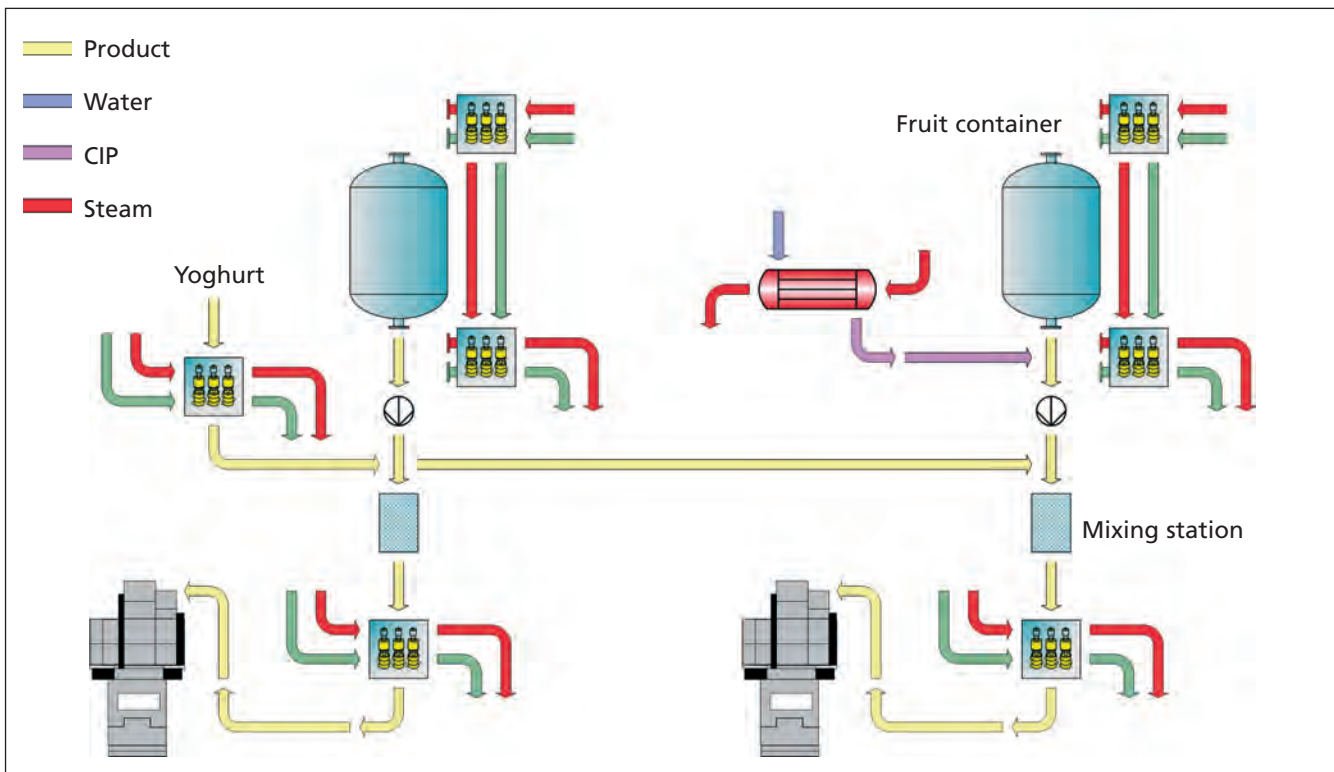 Product
Water
CIP
Steam
Fruit container
Yoghurt
Mixing station